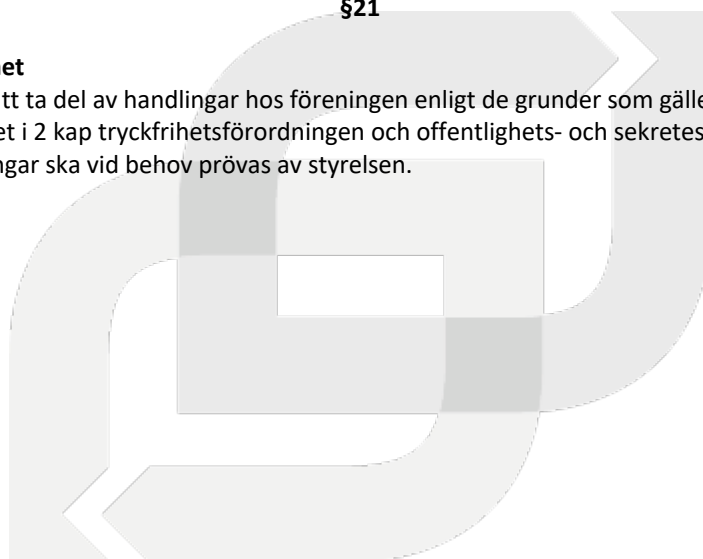 §21
et
tt ta del av handlingar hos föreningen enligt de grunder som gälle
et i 2 kap tryckfrihetsförordningen och offentlighets- och sekretes
ngar ska vid behov prövas av styrelsen.